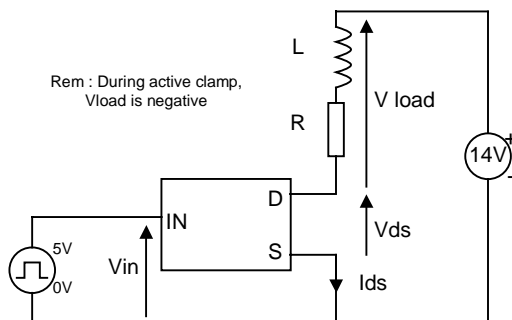 L
Rem : During active clamp,
Vload is negative
V load
R
14V
+
-
D
IN
Vds
S
5V
Vin
Ids
0V